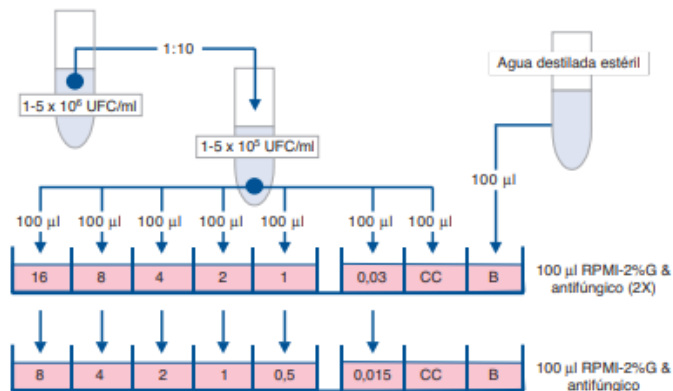 1:10
Agua destilada estéril
1-5 x 10⁶ UFC/ml
1-5 x 10⁵ UFC/ml
100 µl
100 µl 100 µl 100 µl 100 µl 100 µl 100 µl 100 µl
16 8 4 2 1 0,03 CC B
100 µl RPMI-2%G &
antifúngico (2X)
8 4 2 1 0,5 0,015 CC B
100 µl RPMI-2%G &
antifúngico